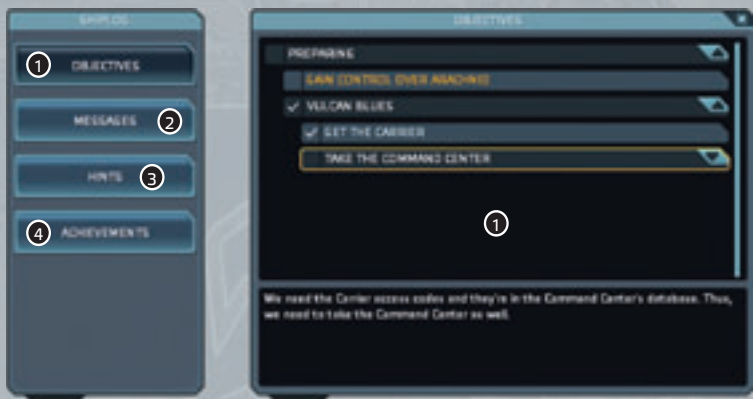 SHIPLOG
1 OBJECTIVES
MESSAGES 2
HINTS 3
4 ACHIEVEMENTS
OBJECTIVES
PREPARING
GAIN CONTROL OVER ARACHNID
VULCAN BLUES
GET THE CARRIER
TAKE THE COMMAND CENTER
1
We need the Carrier access codes and they're in the Command Center's database. Thus,
we need to take the Command Center as well.